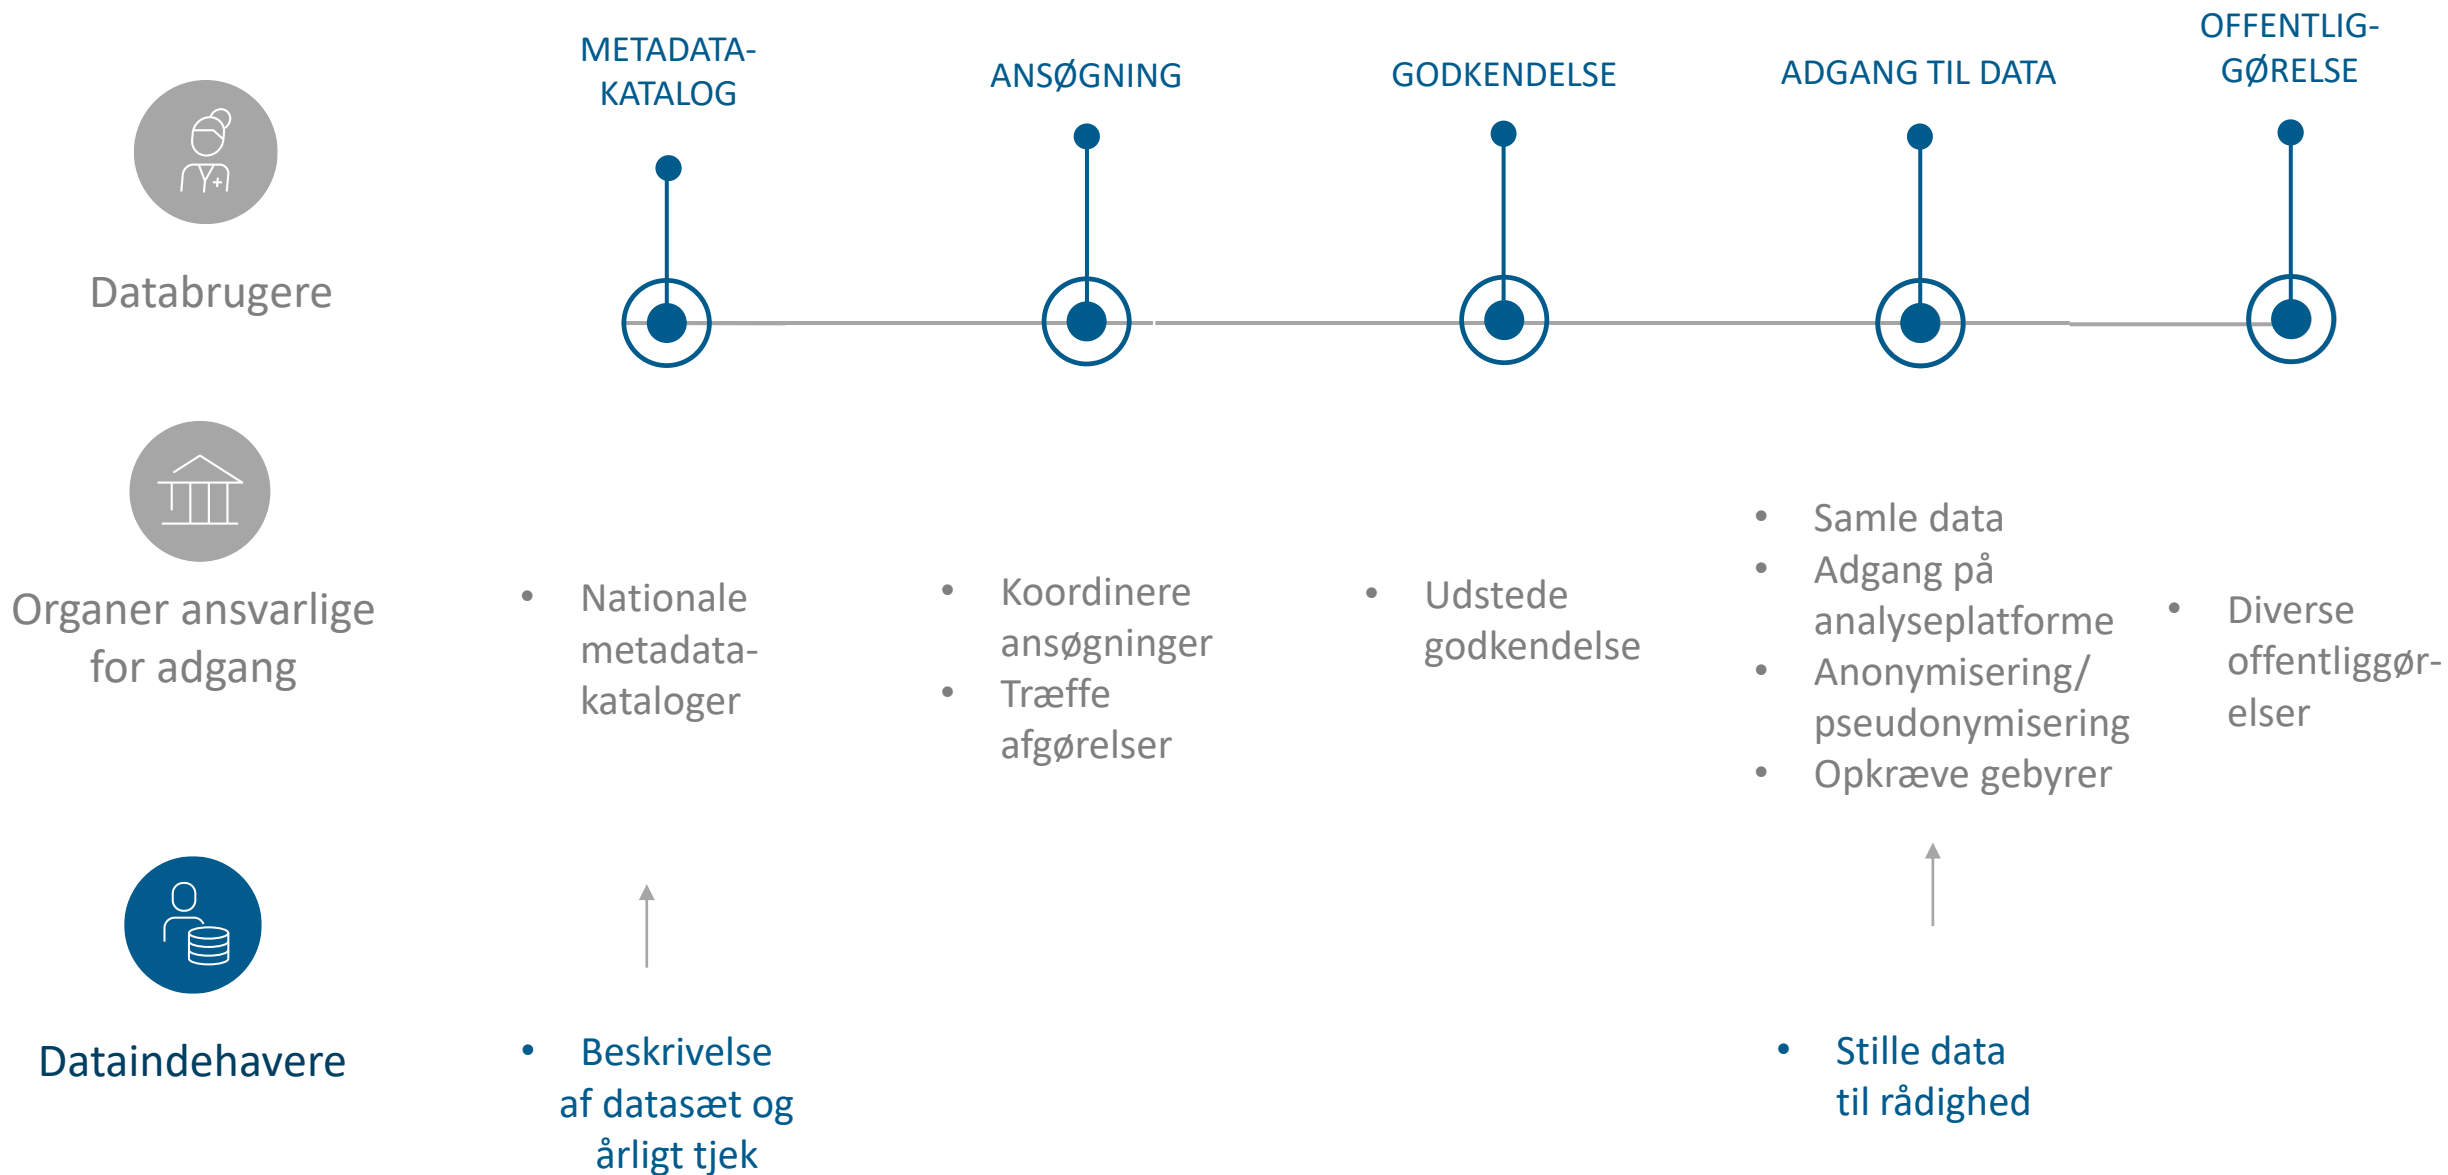 METADATA-
KATALOG
ANSØGNING
GODKENDELSE
ADGANG TIL DATA
OFFENTLIG-
GØRELSE
Databrugere
Organer ansvarlige
for adgang
• Nationale
metadata-
kataloger
• Koordinere
ansøgninger
• Træffe
afgørelser
• Udstede
godkendelse
• Samle data
• Adgang på
analyseplatforme
• Anonymisering/
pseudonymisering
• Opkræve gebyrer
• Diverse
offentliggør-
elser
Dataindehavere
• Beskrivelse
af datasæt og
årligt tjek
• Stille data
til rådighed